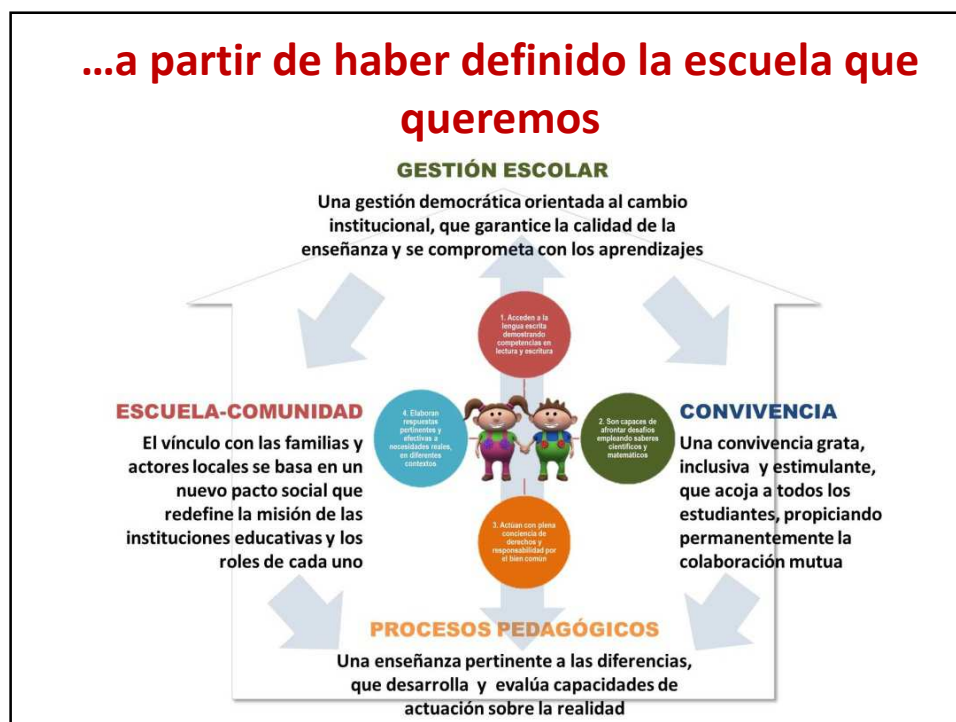 …a partir de haber definido la escuela que
queremos
GESTIÓN ESCOLAR
Una gestión democrática orientada al cambio
institucional, que garantice la calidad de la
enseñanza y se comprometa con los aprendizajes
1. Acceden a la
lengua escrita
demostrando
competencias en
lectura y escritura
ESCUELA-COMUNIDAD
El vínculo con las familias y
actores locales se basa en un
nuevo pacto social que
redefine la misión de las
instituciones educativas y los
roles de cada uno
4. Elaboran
respuestas
pertinentes y
efectivas a
necesidades reales,
en diferentes
contextos
2. Son capaces de
afrontar desafíos
empleando saberes
científicos y
matemáticos
CONVIVENCIA
Una convivencia grata,
inclusiva y estimulante,
que acoja a todos los
estudiantes, propiciando
permanentemente la
colaboración mutua
3. Actúan con plena
conciencia de
derechos y
responsabilidad por
el bien común
PROCESOS PEDAGÓGICOS
Una enseñanza pertinente a las diferencias,
que desarrolla y evalúa capacidades de
actuación sobre la realidad